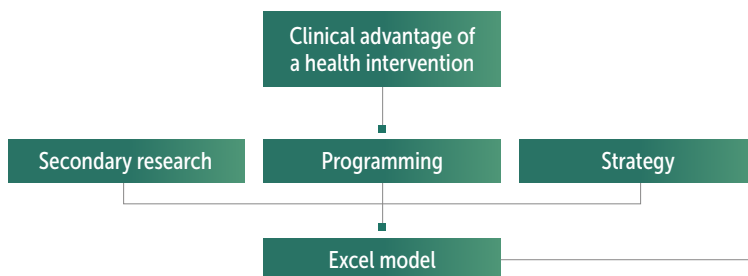 Clinical advantage of
a health intervention
Secondary research
Programming
Strategy
Excel model